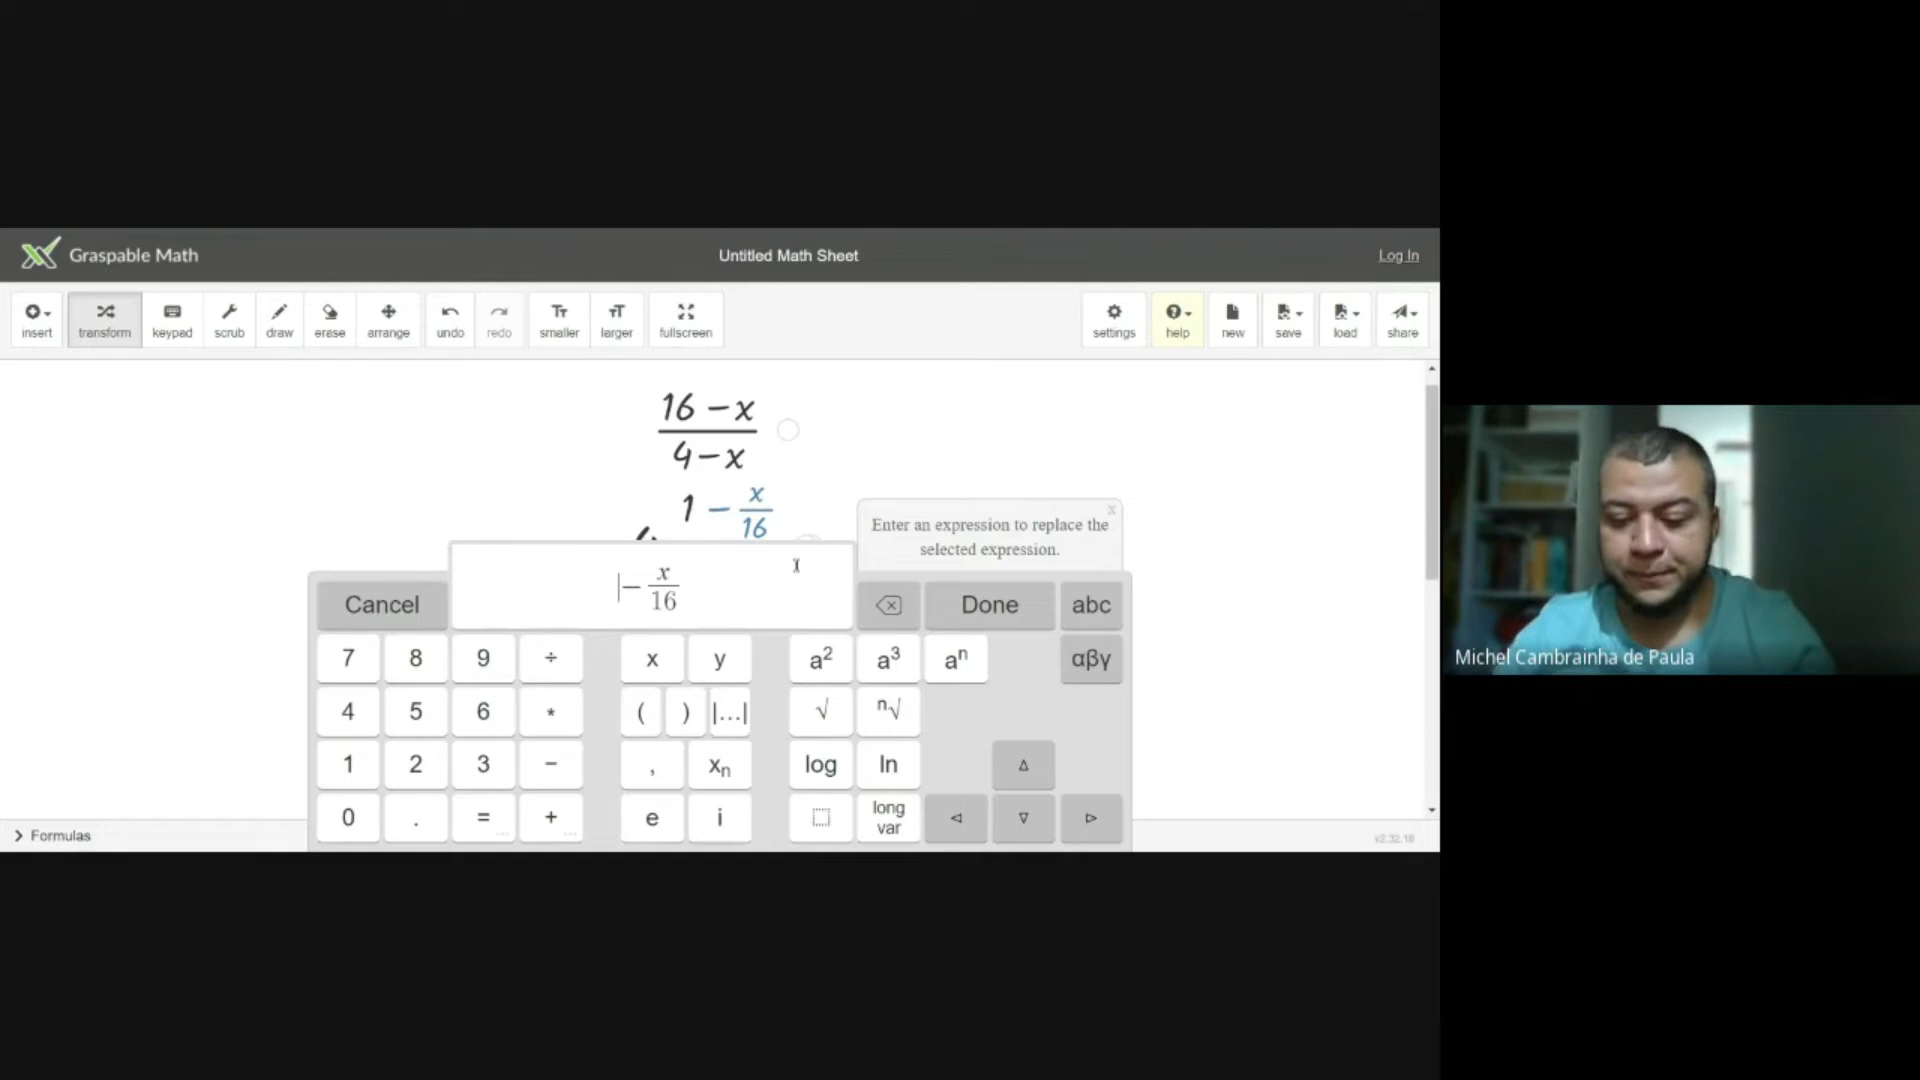 Graspable Math
Untitled Math Sheet
Log In
insert
transform
keypad
scrub
draw
erase
arrange
undo
redo
smaller
larger
fullscreen
settings
help
new
save
load
share
16 − x
4 − x
1 − x
16
Enter an expression to replace the
selected expression.
x
− x
16
Cancel
Done
abc
7 8 9 ÷ x y a² a³ aⁿ αβγ
4 5 6 * ( ) |...| √ ⁿ√
1 2 3 − , xₙ log ln
0 . = + e i long
var
Formulas
v2.32.18
Michel Cambrainha de Paula